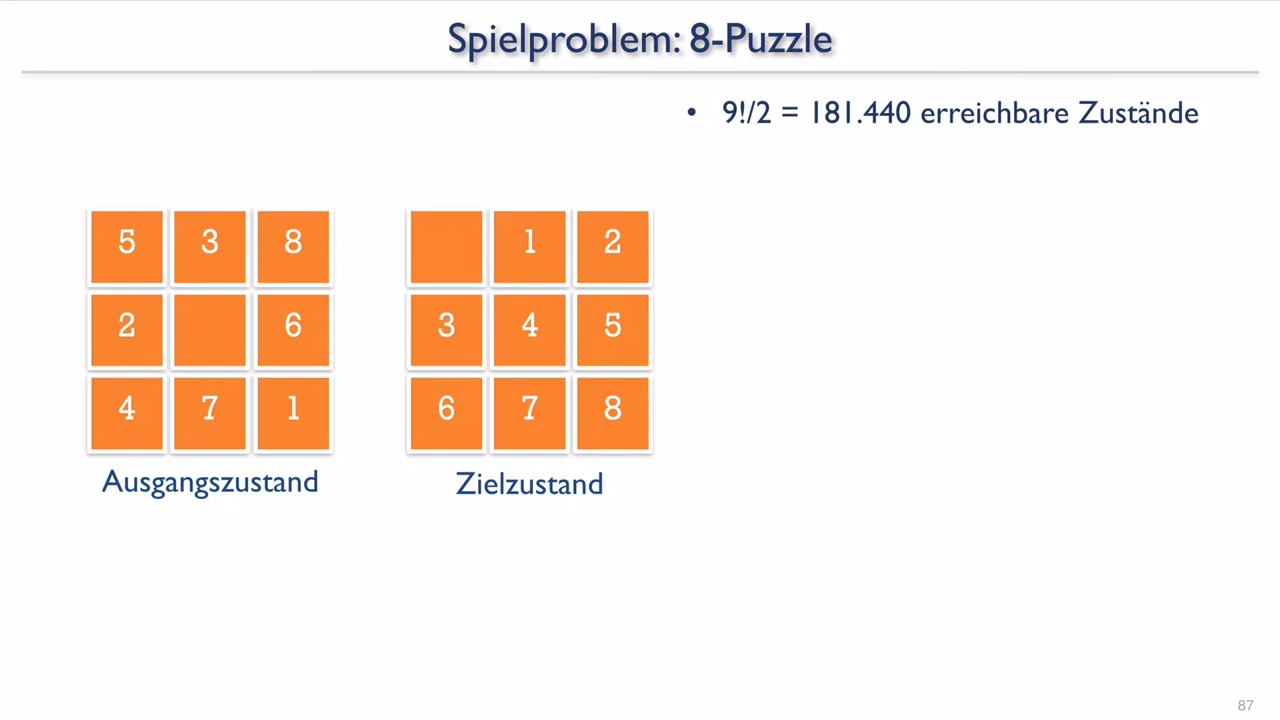 Spielproblem: 8-Puzzle
• 9!/2 = 181.440 erreichbare Zustände
5 3 8
2 6
4 7 1
Ausgangszustand
1 2
3 4 5
6 7 8
Zielzustand
87